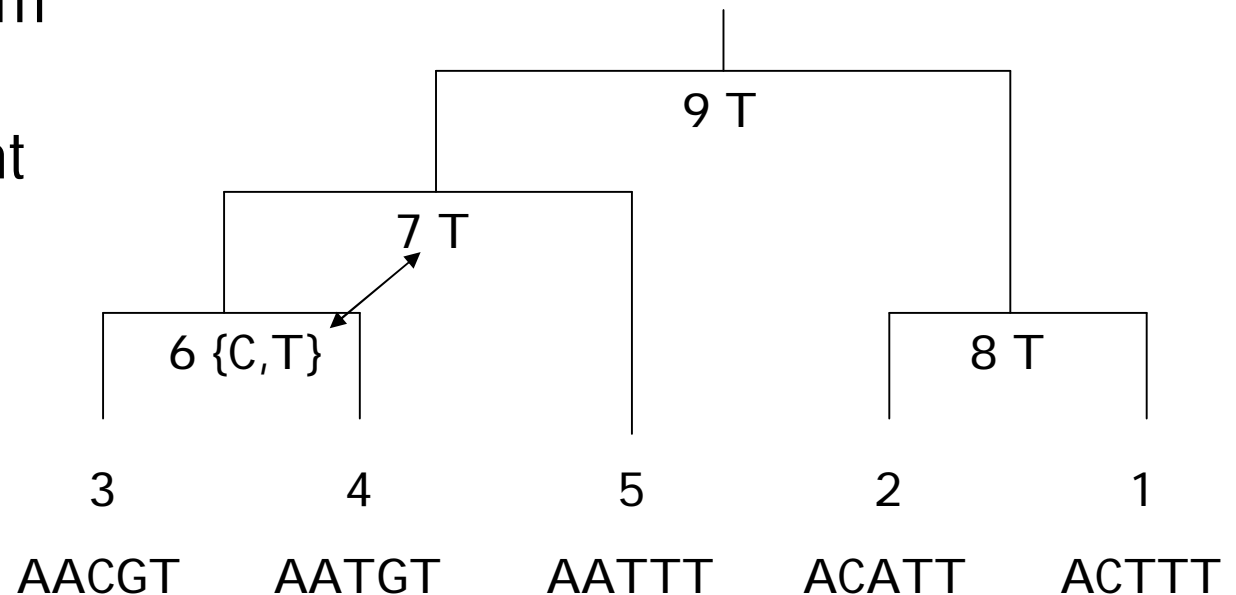 9 T
7 T
6 {C,T}
8 T
3 4 5 2 1
AACGT AATGT AATTT ACATT ACTTT